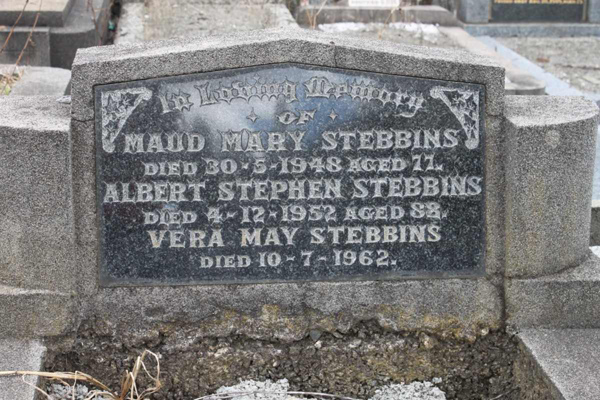 In Loving Memory
OF
MAUD MARY STEBBINS
DIED 30-5-1948 AGED 77.
ALBERT STEPHEN STEBBINS
DIED 4-12-1952 AGED 82.
VERA MAY STEBBINS
DIED 10-7-1962.